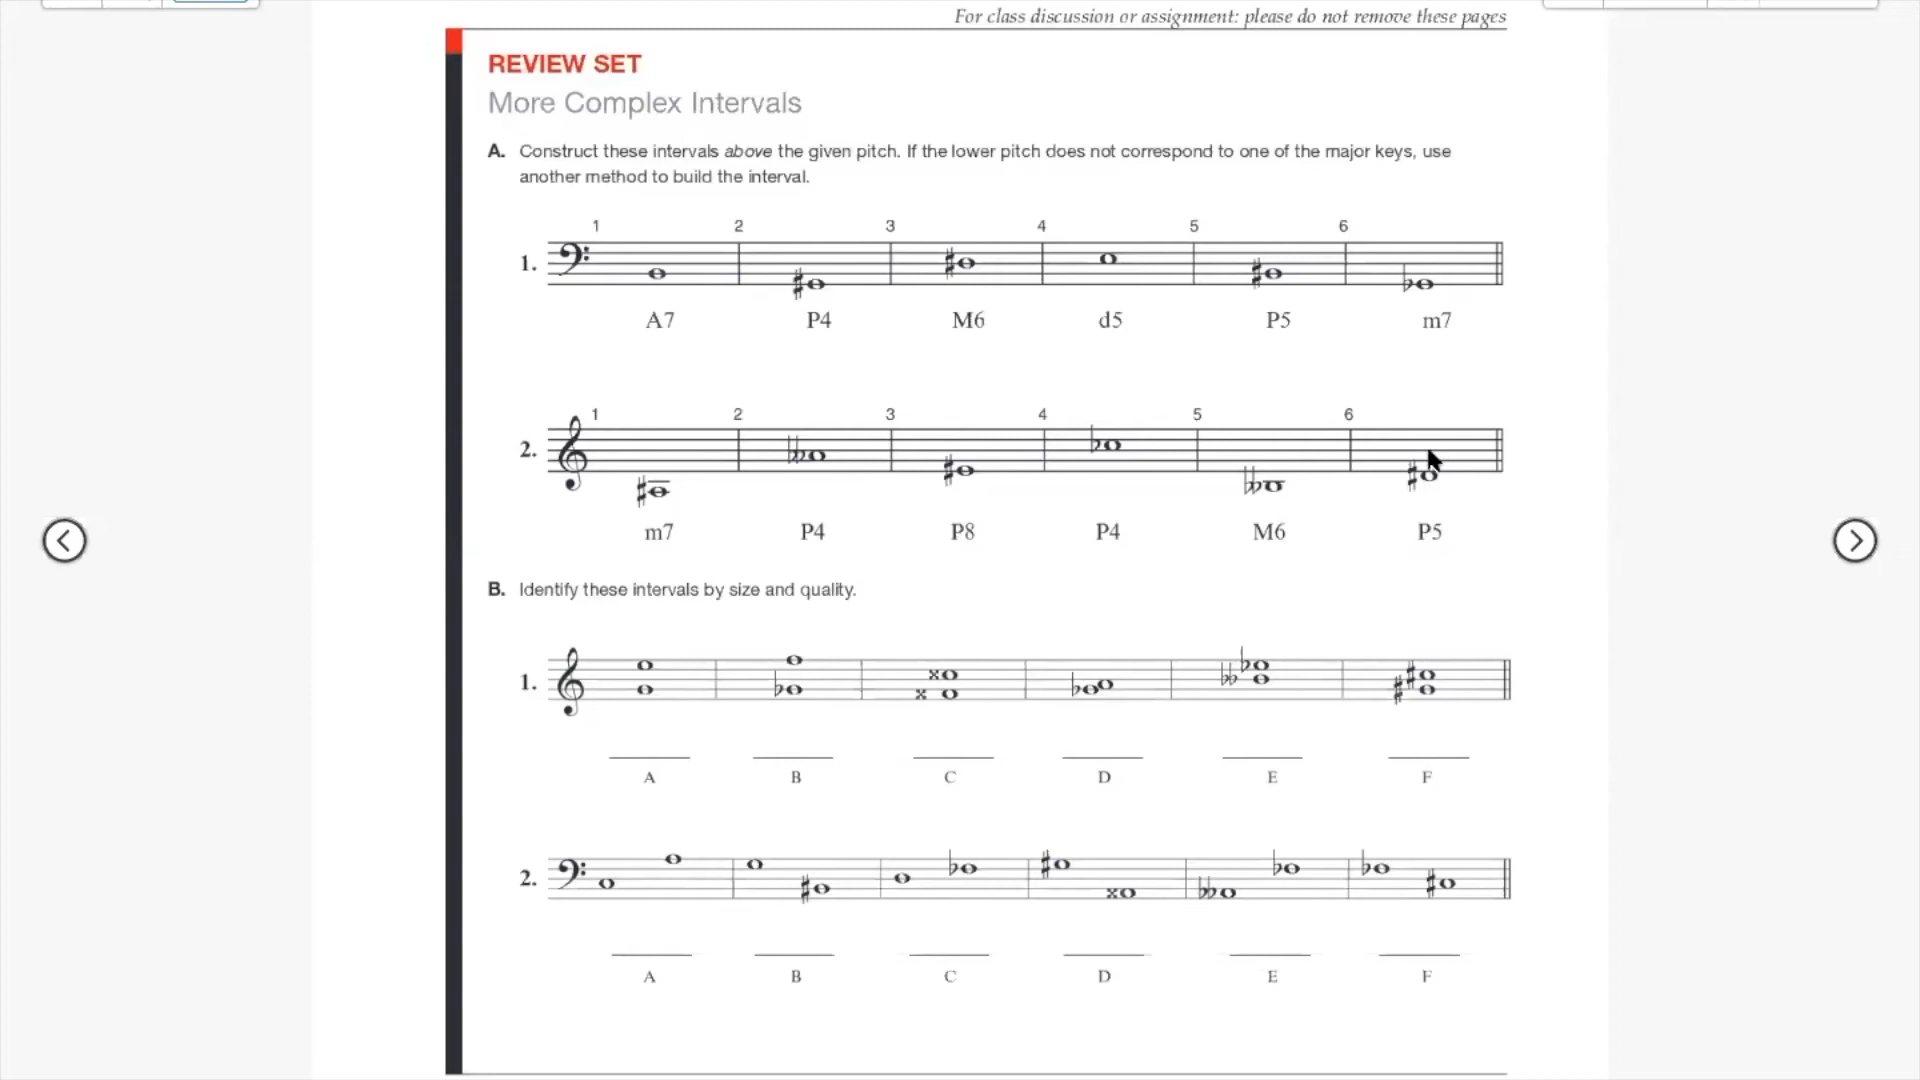 For class discussion or assignment: please do not remove these pages
REVIEW SET
More Complex Intervals
A. Construct these intervals above the given pitch. If the lower pitch does not correspond to one of the major keys, use
another method to build the interval.
1 2 3 4 5 6
1.
A7 P4 M6 d5 P5 m7
1 2 3 4 5 6
2.
m7 P4 P8 P4 M6 P5
B. Identify these intervals by size and quality.
1.
A B C D E F
2.
A B C D E F